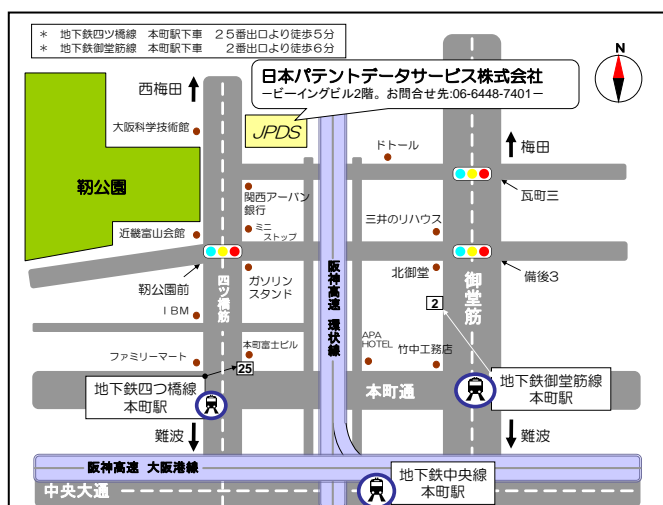 * 地下鉄四ツ橋線 本町駅下車 25番出口より徒歩5分
* 地下鉄御堂筋線 本町駅下車 2番出口より徒歩6分
N
日本パテントデータサービス株式会社
−ビーイングビル2階。お問合せ先:06-6448-7401−
西梅田
大阪科学技術館
JPDS
ドトール
梅田
靭公園
関西アーバン
銀行
瓦町三
ミニ
ストップ
三井のリハウス
近畿富山会館
靭公園前
四ツ橋筋
ガソリン
スタンド
阪神高速 環状線
北御堂
御堂筋
備後3
2
IBM
本町富士ビル
APA
HOTEL
竹中工務店
ファミリーマート
25
地下鉄四つ橋線
本町駅
本町通
地下鉄御堂筋線
本町駅
難波
難波
阪神高速 大阪港線
地下鉄中央線
本町駅
中央大通